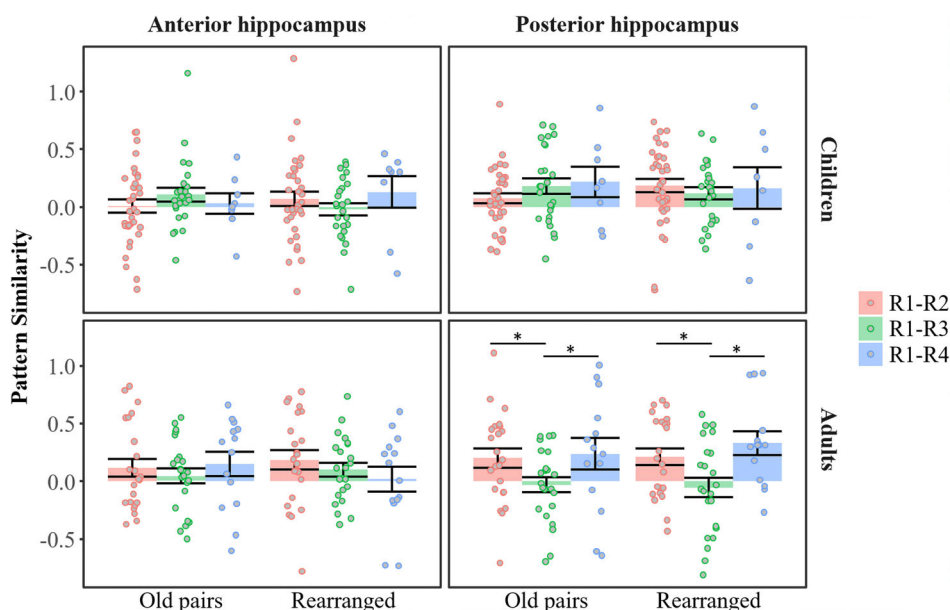 Anterior hippocampus
Posterior hippocampus
Pattern Similarity
1.0
0.5
0.0
-0.5
Children
1.0
0.5
0.0
-0.5
* * * *
Adults
Old pairs Rearranged
Old pairs Rearranged
R1-R2
R1-R3
R1-R4